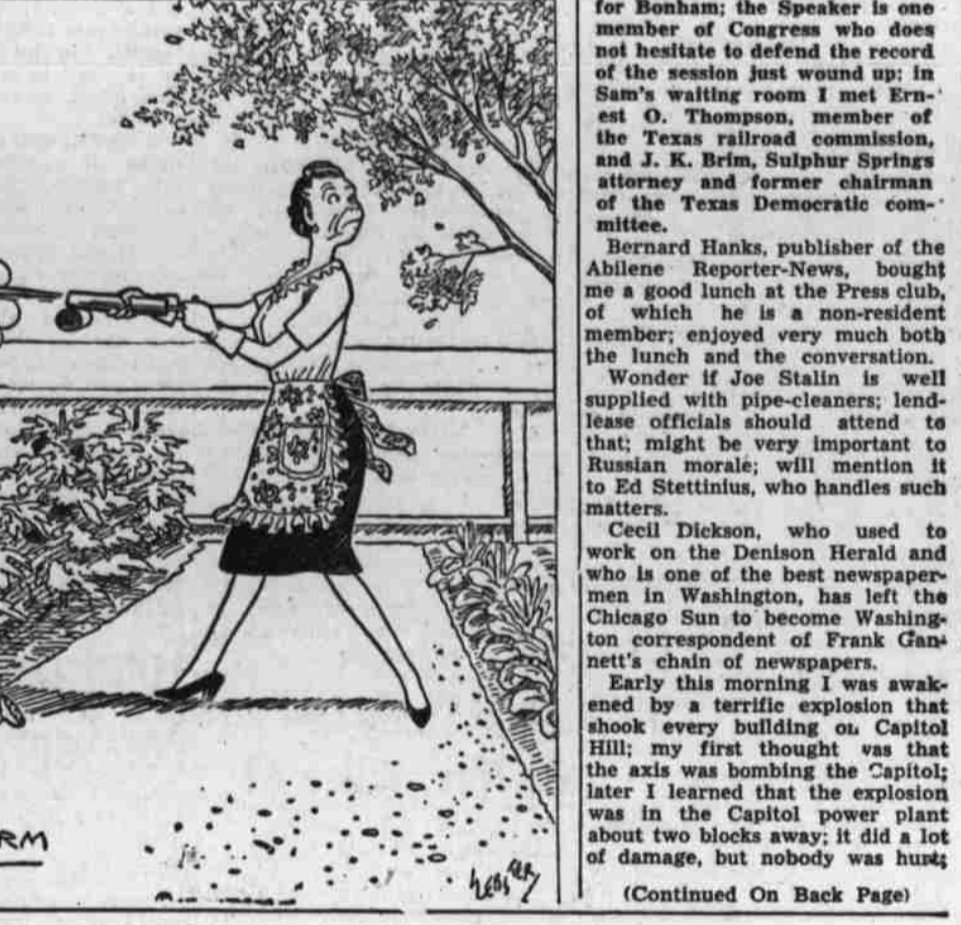 for Bonham; the Speaker is one
member of Congress who does
not hesitate to defend the record
of the session just wound up; in
Sam's waiting room I met Ern-
est O. Thompson, member of
the Texas railroad commission,
and J. K. Brim, Sulphur Springs
attorney and former chairman
of the Texas Democratic com-
mittee.
Bernard Hanks, publisher of the
Abilene Reporter-News, bought
me a good lunch at the Press club,
of which he is a non-resident
member; enjoyed very much both
the lunch and the conversation.
Wonder if Joe Stalin is well
supplied with pipe-cleaners; lend-
lease officials should attend to
that; might be very important to
Russian morale; will mention it
to Ed Stettinius, who handles such
matters.
Cecil Dickson, who used to
work on the Denison Herald and
who is one of the best newspaper-
men in Washington, has left the
Chicago Sun to become Washing-
ton correspondent of Frank Gan-
nett's chain of newspapers.
Early this morning I was awak-
ened by a terrific explosion that
shook every building on Capitol
Hill; my first thought was that
the axis was bombing the Capitol;
later I learned that the explosion
was in the Capitol power plant
about two blocks away; it did a lot
of damage, but nobody was hurt;
(Continued On Back Page)
RM